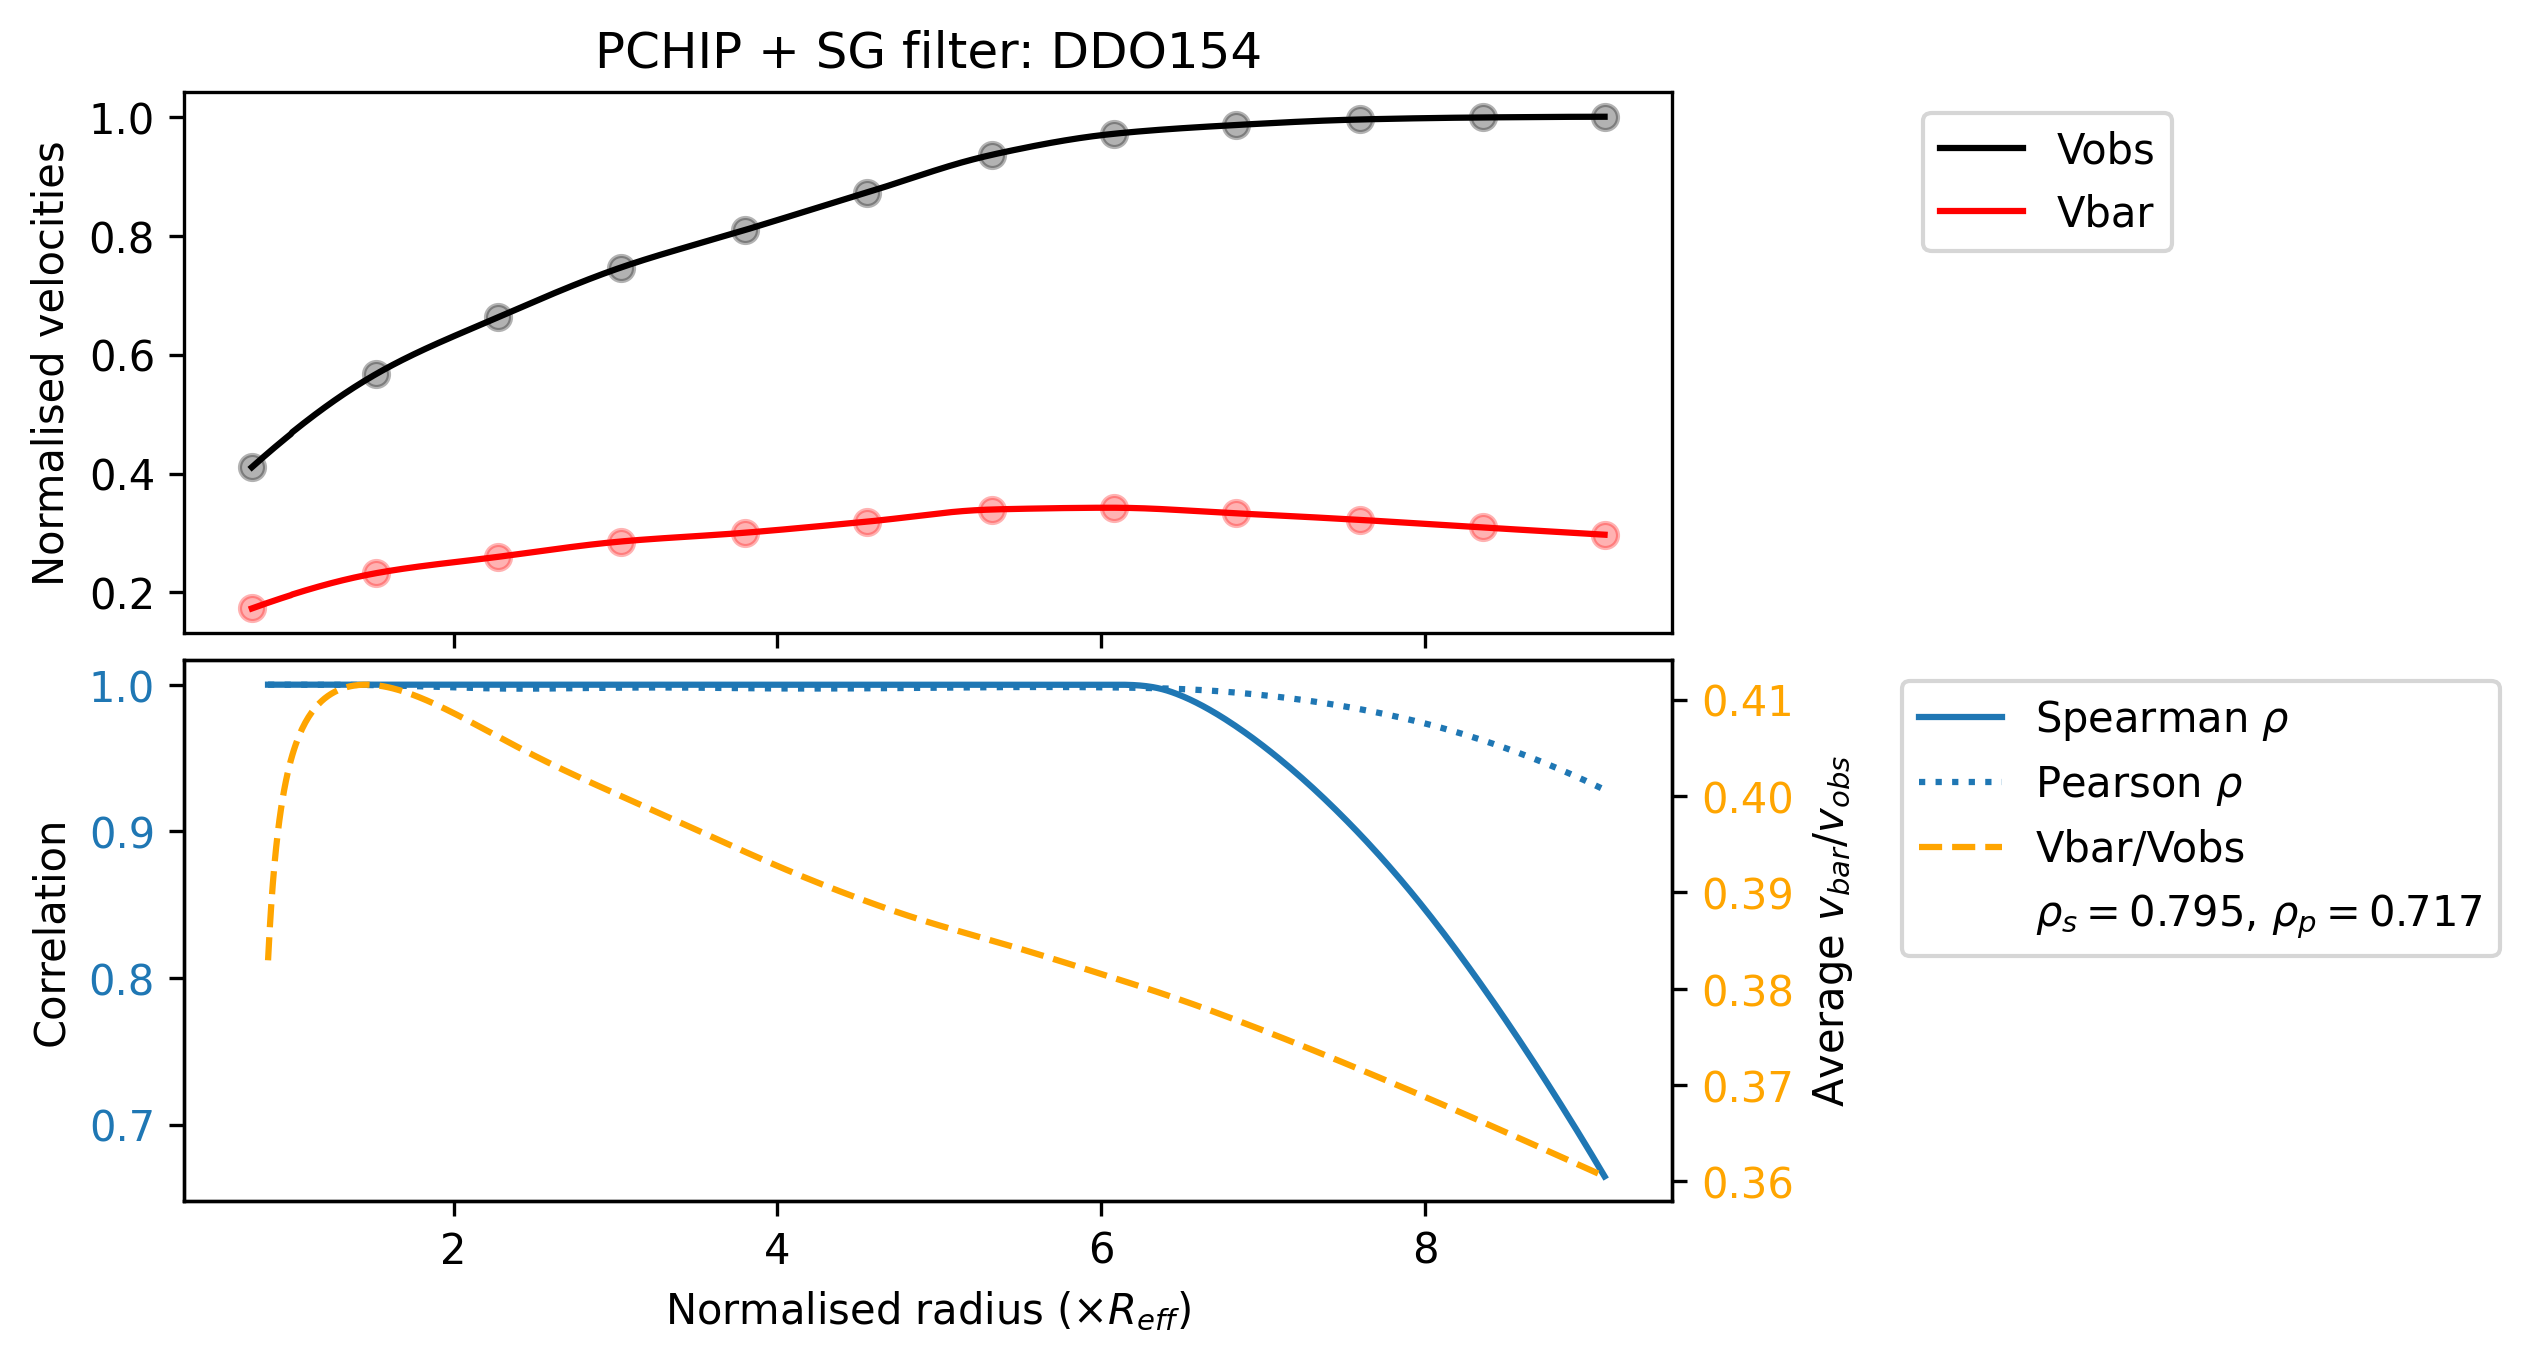 PCHIP + SG filter: DDO154
Normalised velocities
1.0
0.8
0.6
0.4
0.2
Vobs
Vbar
Correlation
1.0
0.9
0.8
0.7
0.41
0.40
0.39
0.38
0.37
0.36
Average v_bar/v_obs
Spearman ρ
Pearson ρ
Vbar/Vobs
ρ_s = 0.795, ρ_p = 0.717
2 4 6 8
Normalised radius (×R_eff)